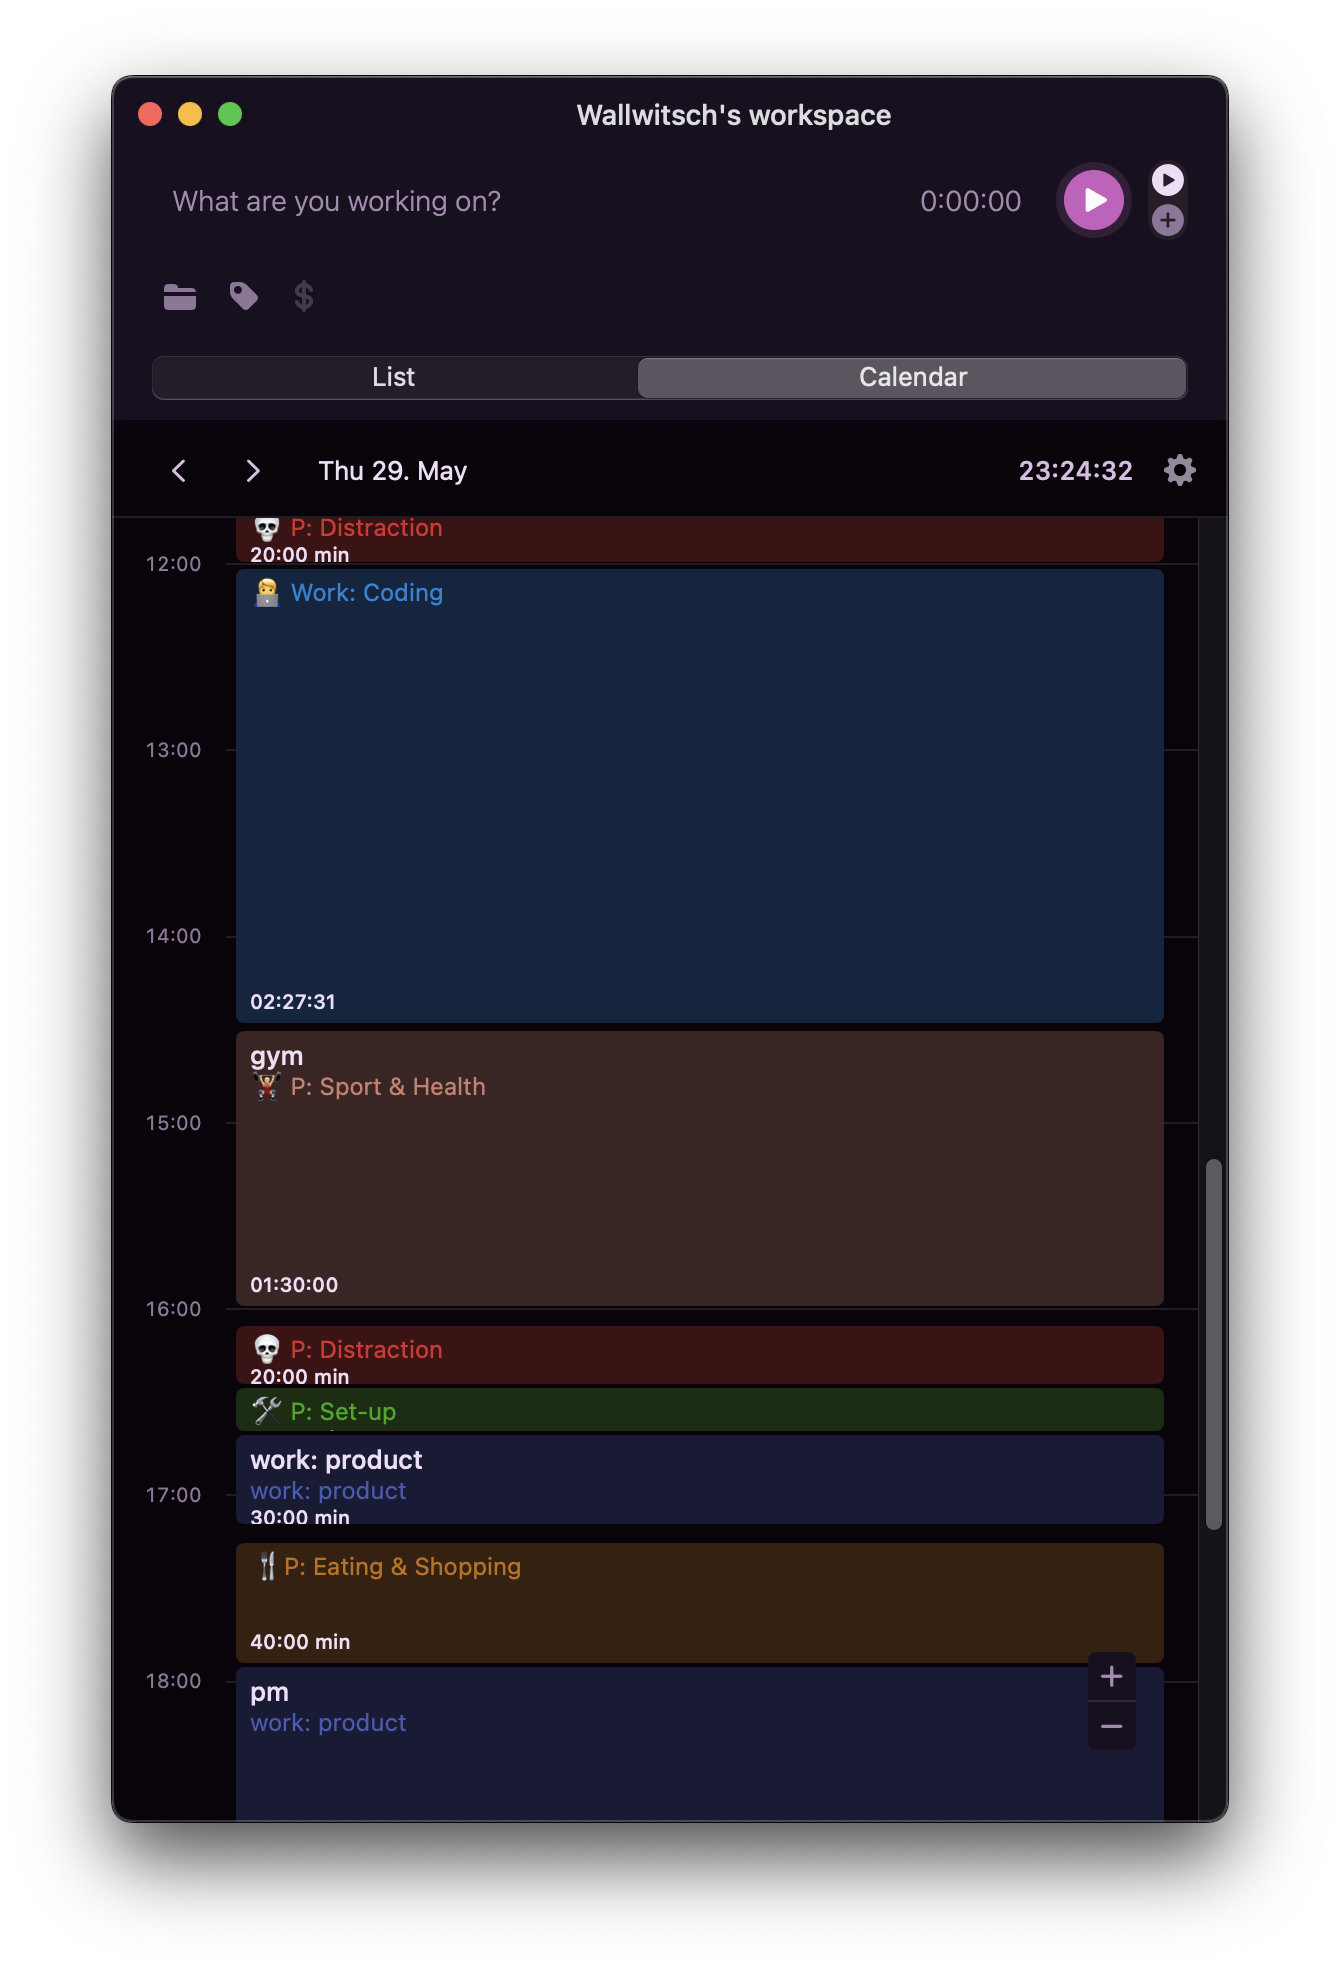 Wallwitsch's workspace
What are you working on?
0:00:00
$
List
Calendar
Thu 29. May
23:24:32
💀 P: Distraction
20:00 min
12:00
🧑‍💻 Work: Coding
13:00
14:00
02:27:31
gym
🏋️ P: Sport & Health
15:00
01:30:00
16:00
💀 P: Distraction
20:00 min
🛠 P: Set-up
work: product
work: product
17:00
30:00 min
🍴 P: Eating & Shopping
40:00 min
18:00
pm
work: product